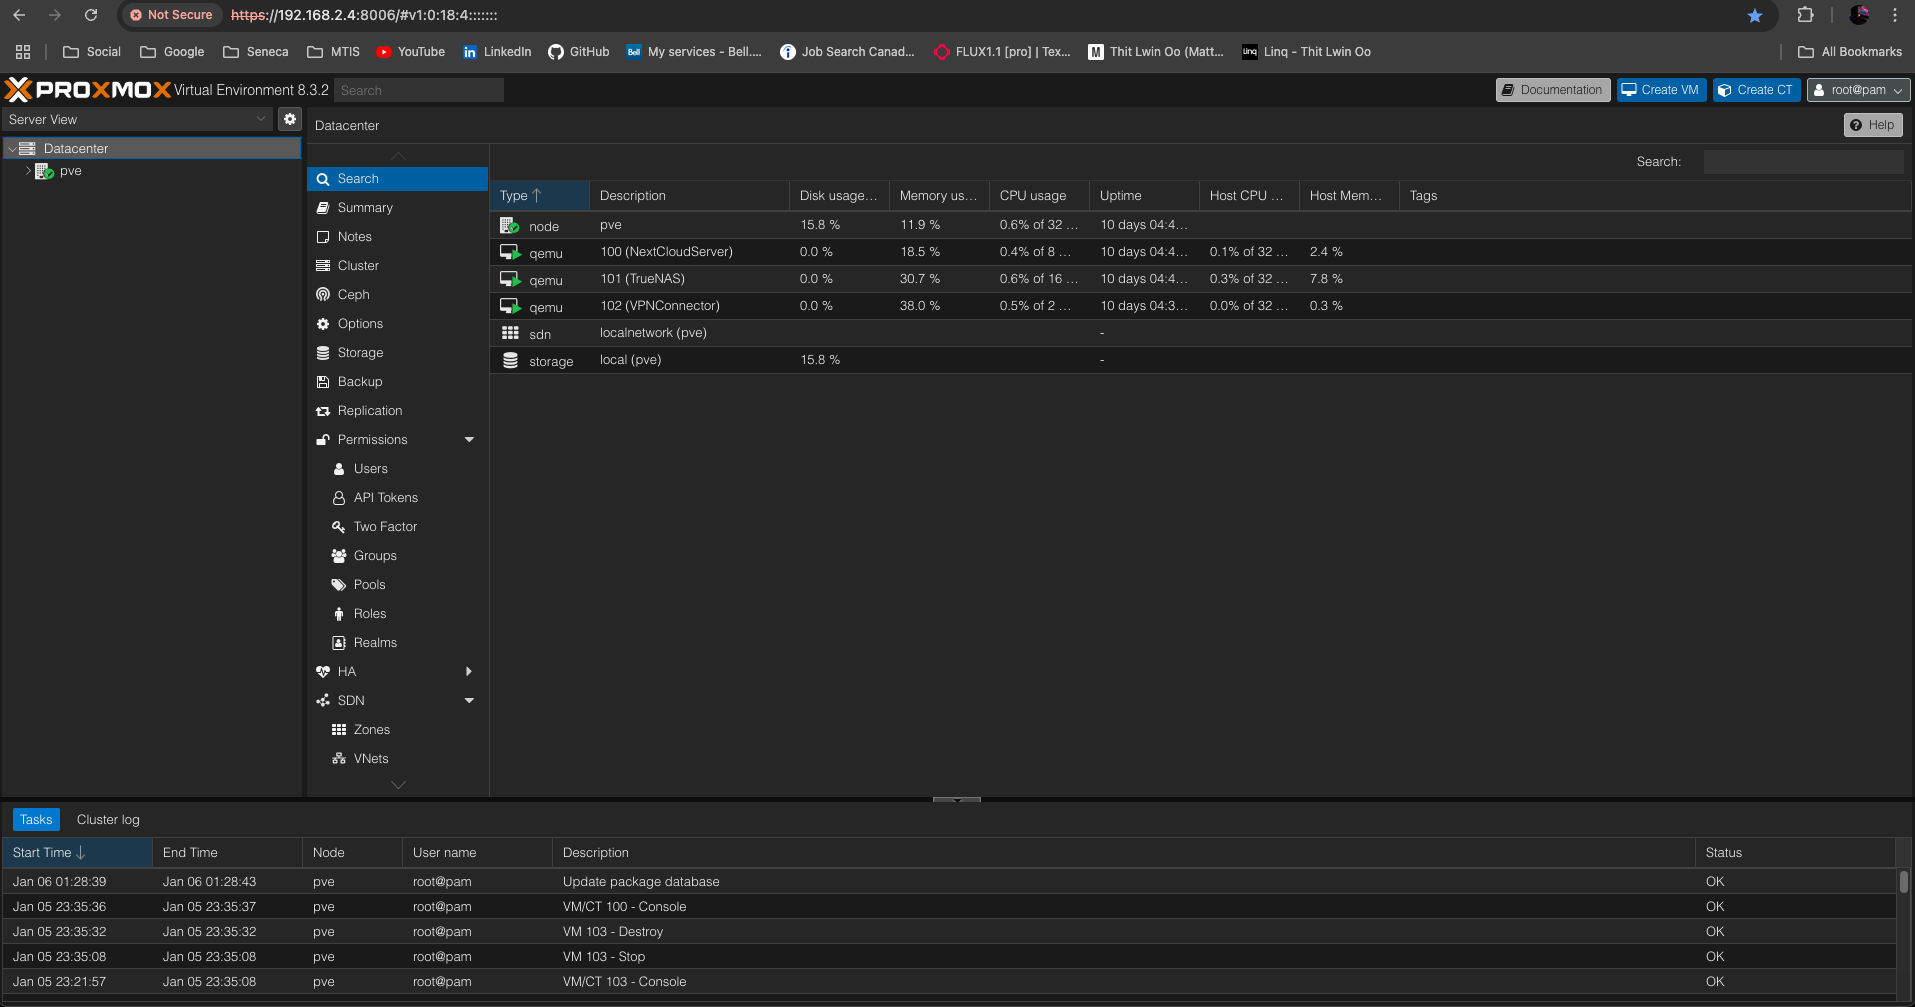 Not Secure https://192.168.2.4:8006/#v1:0:18:4:::::::
Social Google Seneca MTIS YouTube LinkedIn GitHub My services - Bell.... Job Search Canad... FLUX1.1 [pro] | Tex... Thit Lwin Oo (Matt... Linq - Thit Lwin Oo All Bookmarks
PROXMOX Virtual Environment 8.3.2 Search Documentation Create VM Create CT root@pam
Server View
Datacenter
pve
Datacenter Help
Search
Summary
Notes
Cluster
Ceph
Options
Storage
Backup
Replication
Permissions
Users
API Tokens
Two Factor
Groups
Pools
Roles
Realms
HA
SDN
Zones
VNets
Search:
Type Description Disk usage... Memory us... CPU usage Uptime Host CPU ... Host Mem... Tags
node pve 15.8 % 11.9 % 0.6% of 32 ... 10 days 04:4...
qemu 100 (NextCloudServer) 0.0 % 18.5 % 0.4% of 8 ... 10 days 04:4... 0.1% of 32 ... 2.4 %
qemu 101 (TrueNAS) 0.0 % 30.7 % 0.6% of 16 ... 10 days 04:4... 0.3% of 32 ... 7.8 %
qemu 102 (VPNConnector) 0.0 % 38.0 % 0.5% of 2 ... 10 days 04:3... 0.0% of 32 ... 0.3 %
sdn localnetwork (pve) -
storage local (pve) 15.8 % -
Tasks Cluster log
Start Time End Time Node User name Description Status
Jan 06 01:28:39 Jan 06 01:28:43 pve root@pam Update package database OK
Jan 05 23:35:36 Jan 05 23:35:37 pve root@pam VM/CT 100 - Console OK
Jan 05 23:35:32 Jan 05 23:35:32 pve root@pam VM 103 - Destroy OK
Jan 05 23:35:08 Jan 05 23:35:08 pve root@pam VM 103 - Stop OK
Jan 05 23:21:57 Jan 05 23:35:08 pve root@pam VM/CT 103 - Console OK